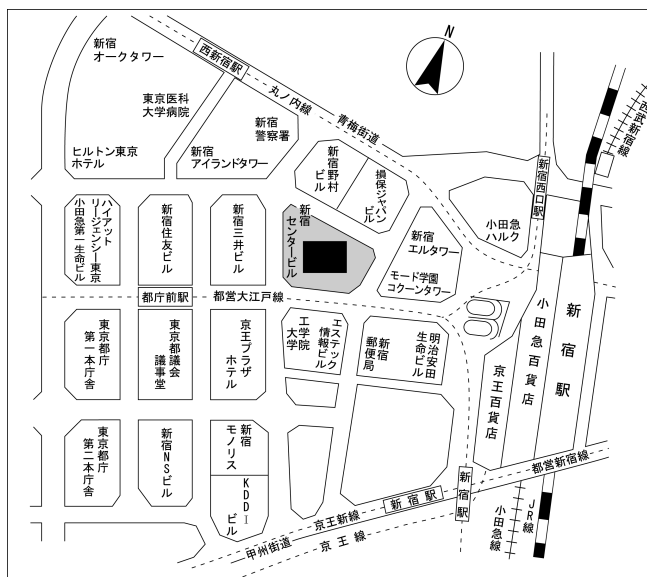 N
新宿
オークタワー
西新宿駅
丸ノ内線
青梅街道
西武新宿線
東京医科
大学病院
新宿
警察署
ヒルトン東京
ホテル
新宿
アイランドタワー
新宿野村
ビル
損保ジャパン
ビル
新宿西口駅
小田急
ハルク
ハイアット
リージェンシー東京
小田急第一生命ビル
新宿住友ビル
新宿三井ビル
新宿
センタービル
新宿
エルタワー
モード学園
コクーンタワー
都庁前駅
都営大江戸線
東京都庁
第一本庁舎
東京都議会
議事堂
京王プラザ
ホテル
工学院
大学
エステック
情報ビル
新宿
郵便局
明治安田
生命ビル
小田急百貨店
新宿駅
京王百貨店
東京都庁
第二本庁舎
新宿NSビル
新宿
モノリス
KDDI
ビル
都営新宿線
新宿駅
新宿駅
京王新線
甲州街道
京王線
小田急線
JR線